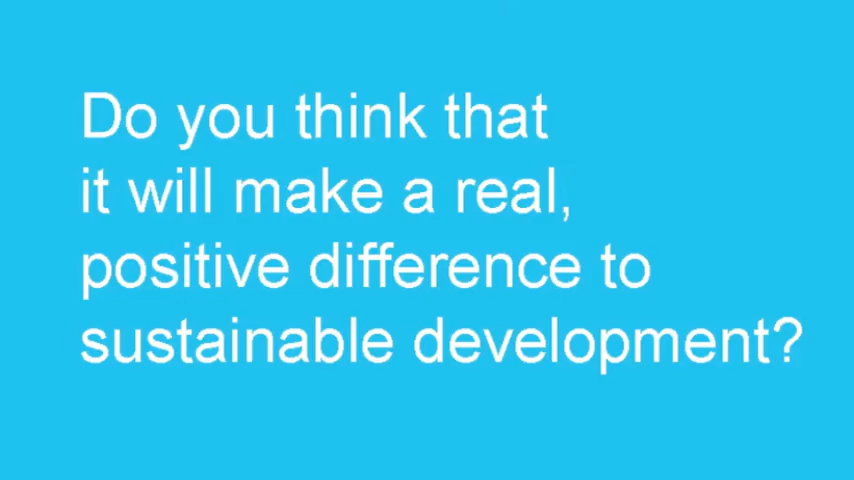 Do you think that
it will make a real,
positive difference to
sustainable development?